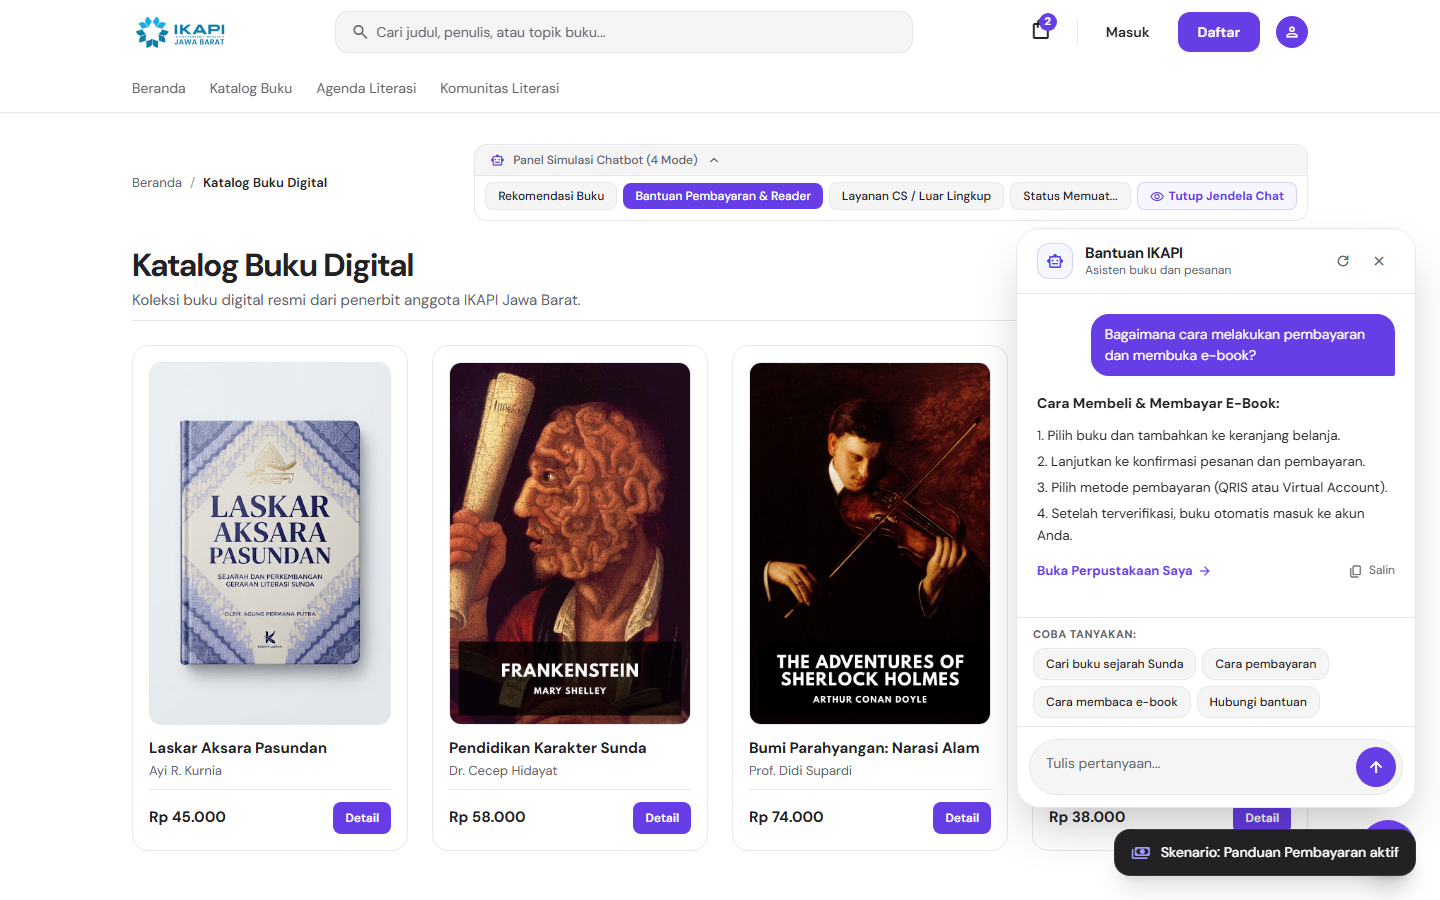 IKAPI
JAWA BARAT
Cari judul, penulis, atau topik buku...
2
Masuk
Daftar
Beranda
Katalog Buku
Agenda Literasi
Komunitas Literasi
Panel Simulasi Chatbot (4 Mode)
Beranda / Katalog Buku Digital
Rekomendasi Buku
Bantuan Pembayaran & Reader
Layanan CS / Luar Lingkup
Status Memuat...
Tutup Jendela Chat
Katalog Buku Digital
Koleksi buku digital resmi dari penerbit anggota IKAPI Jawa Barat.
LASKAR
AKSARA
PASUNDAN
SEJARAH DAN PERKEMBANGAN
GERAKAN LITERASI SUNDA
OLEH: AGUNG PERMANA PUTRA
Laskar Aksara Pasundan
Ayi R. Kurnia
Rp 45.000
Detail
FRANKENSTEIN
MARY SHELLEY
Pendidikan Karakter Sunda
Dr. Cecep Hidayat
Rp 58.000
Detail
THE ADVENTURES OF
SHERLOCK HOLMES
ARTHUR CONAN DOYLE
Bumi Parahyangan: Narasi Alam
Prof. Didi Supardi
Rp 74.000
Detail
Rp 38.000
Detail
Bantuan IKAPI
Asisten buku dan pesanan
Bagaimana cara melakukan pembayaran
dan membuka e-book?
Cara Membeli & Membayar E-Book:
1. Pilih buku dan tambahkan ke keranjang belanja.
2. Lanjutkan ke konfirmasi pesanan dan pembayaran.
3. Pilih metode pembayaran (QRIS atau Virtual Account).
4. Setelah terverifikasi, buku otomatis masuk ke akun
Anda.
Buka Perpustakaan Saya
Salin
COBA TANYAKAN:
Cari buku sejarah Sunda
Cara pembayaran
Cara membaca e-book
Hubungi bantuan
Tulis pertanyaan...
Skenario: Panduan Pembayaran aktif